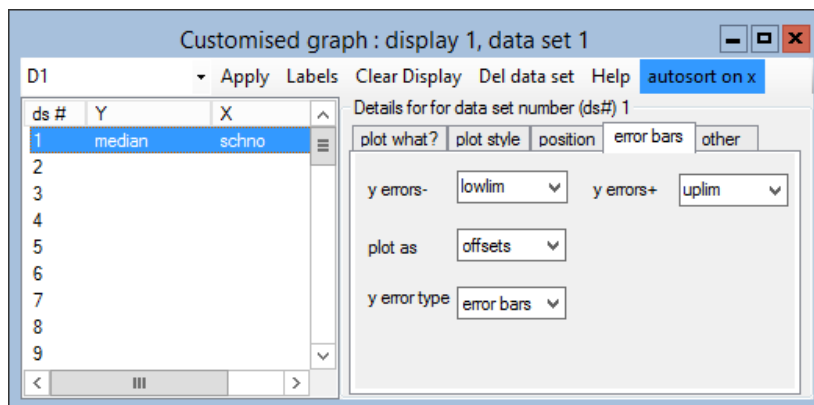 Customised graph : display 1, data set 1
D1 Apply Labels Clear Display Del data set Help autosort on x
ds # Y X
1 median schno
2
3
4
5
6
7
8
9
Details for for data set number (ds#) 1
plot what? plot style position error bars other
y errors- lowlim y errors+ uplim
plot as offsets
y error type error bars